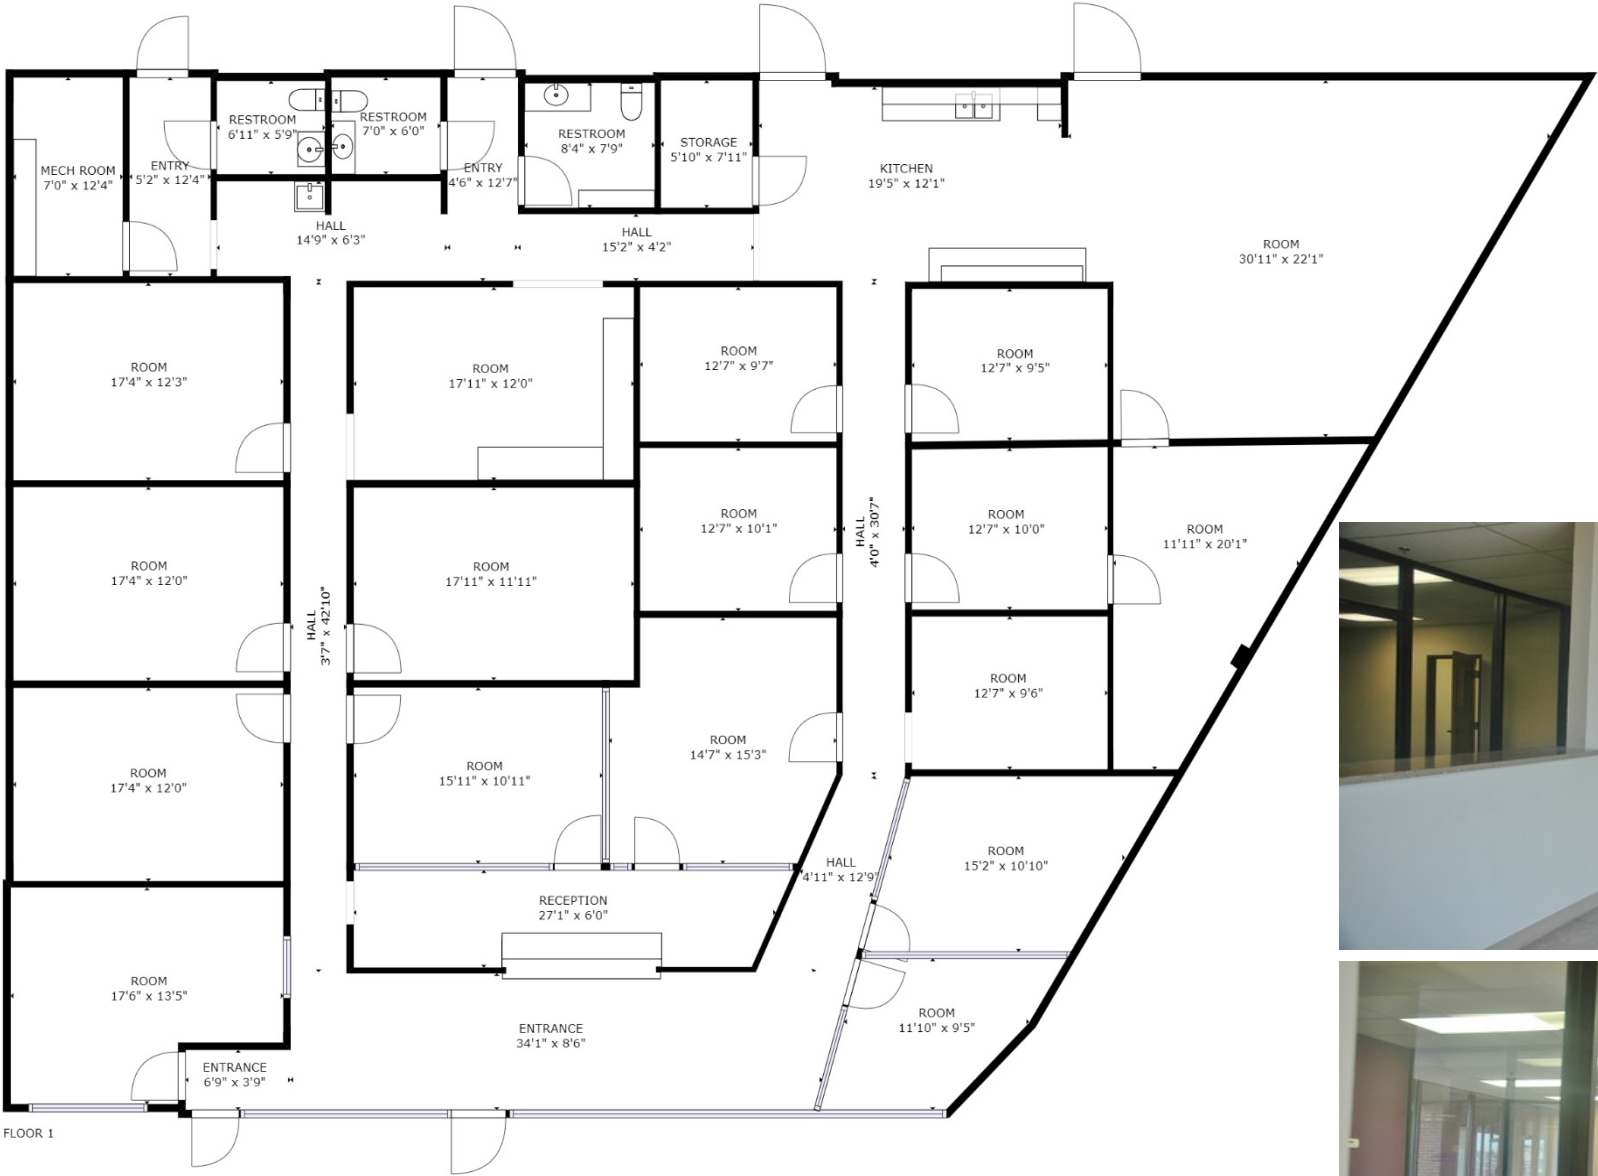 MECH ROOM
7'0" x 12'4"
ENTRY
5'2" x 12'4"
RESTROOM
6'11" x 5'9"
RESTROOM
7'0" x 6'0"
ENTRY
4'6" x 12'7"
RESTROOM
8'4" x 7'9"
STORAGE
5'10" x 7'11"
KITCHEN
19'5" x 12'1"
HALL
14'9" x 6'3"
HALL
15'2" x 4'2"
ROOM
30'11" x 22'1"
ROOM
17'4" x 12'3"
ROOM
17'11" x 12'0"
ROOM
12'7" x 9'7"
ROOM
12'7" x 9'5"
ROOM
17'4" x 12'0"
HALL
3'7" x 42'10"
ROOM
17'11" x 11'11"
ROOM
12'7" x 10'1"
HALL
4'0" x 30'7"
ROOM
12'7" x 10'0"
ROOM
11'11" x 20'1"
ROOM
17'4" x 12'0"
ROOM
15'11" x 10'11"
ROOM
14'7" x 15'3"
ROOM
12'7" x 9'6"
RECEPTION
27'1" x 6'0"
HALL
4'11" x 12'9"
ROOM
15'2" x 10'10"
ROOM
17'6" x 13'5"
ENTRANCE
34'1" x 8'6"
ROOM
11'10" x 9'5"
ENTRANCE
6'9" x 3'9"
FLOOR 1